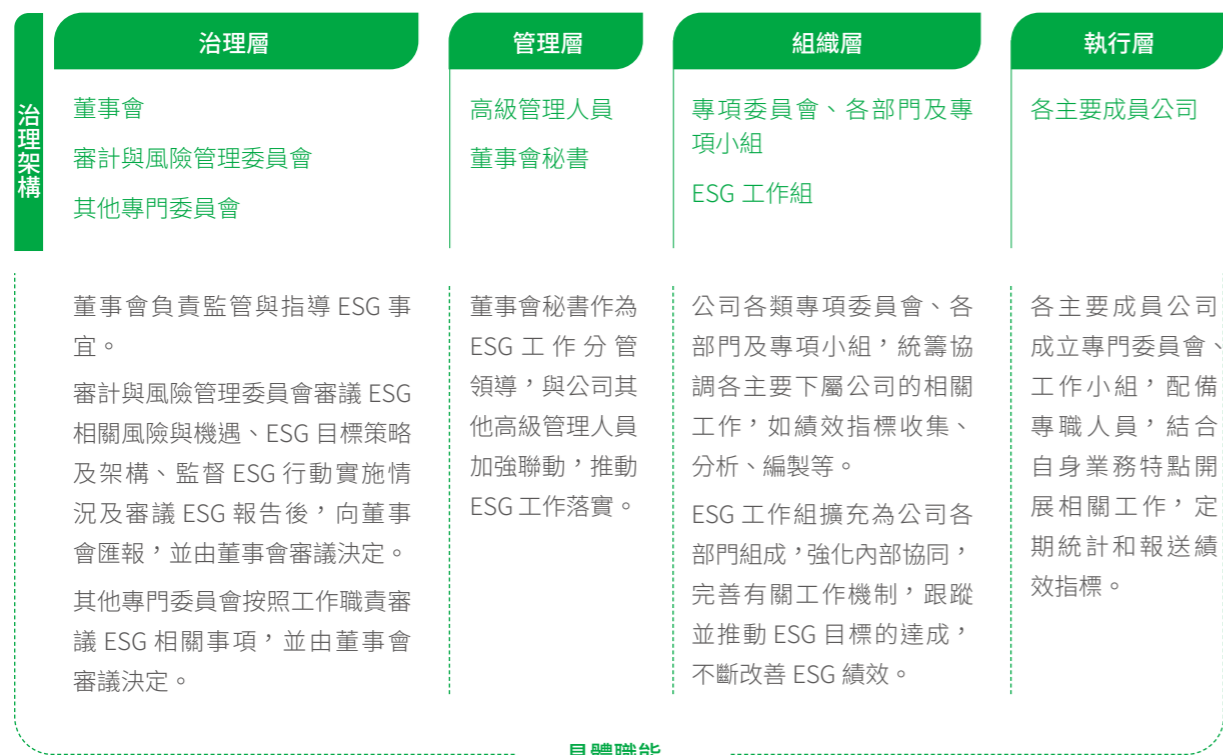 治理架構
治理層
董事會
審計與風險管理委員會
其他專門委員會
管理層
高級管理人員
董事會秘書
組織層
專項委員會、各部門及專
項小組
ESG 工作組
執行層
各主要成員公司
董事會負責監管與指導 ESG 事
宜。
審計與風險管理委員會審議 ESG
相關風險與機遇、ESG 目標策略
及架構、監督 ESG 行動實施情
況及審議 ESG 報告後，向董事
會匯報，並由董事會審議決定。
其他專門委員會按照工作職責審
議 ESG 相關事項，並由董事會
審議決定。
董事會秘書作為
ESG 工作分管
領導，與公司其
他高級管理人員
加強聯動，推動
ESG 工作落實。
公司各類專項委員會、各
部門及專項小組，統籌協
調各主要下屬公司的相關
工作，如績效指標收集、
分析、編製等。
ESG 工作組擴充為公司各
部門組成，強化內部協同，
完善有關工作機制，跟蹤
並推動 ESG 目標的達成，
不斷改善 ESG 績效。
各主要成員公司
成立專門委員會、
工作小組，配備
專職人員，結合
自身業務特點開
展相關工作，定
期統計和報送績
效指標。
具體職能